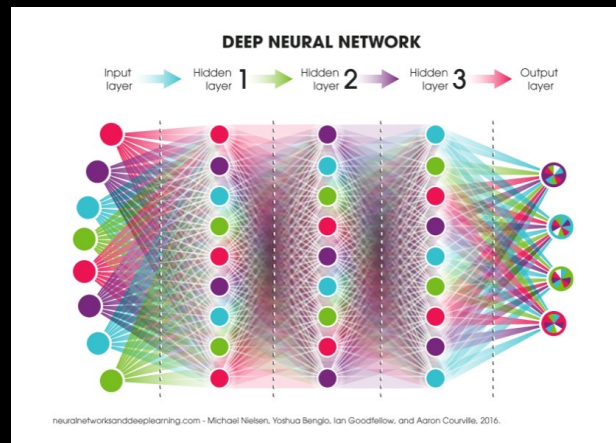 DEEP NEURAL NETWORK
Input layer
Hidden layer 1
Hidden layer 2
Hidden layer 3
Output layer
neuralnetworksanddeeplearning.com - Michael Nielsen, Yoshua Bengio, Ian Goodfellow, and Aaron Courville, 2016.